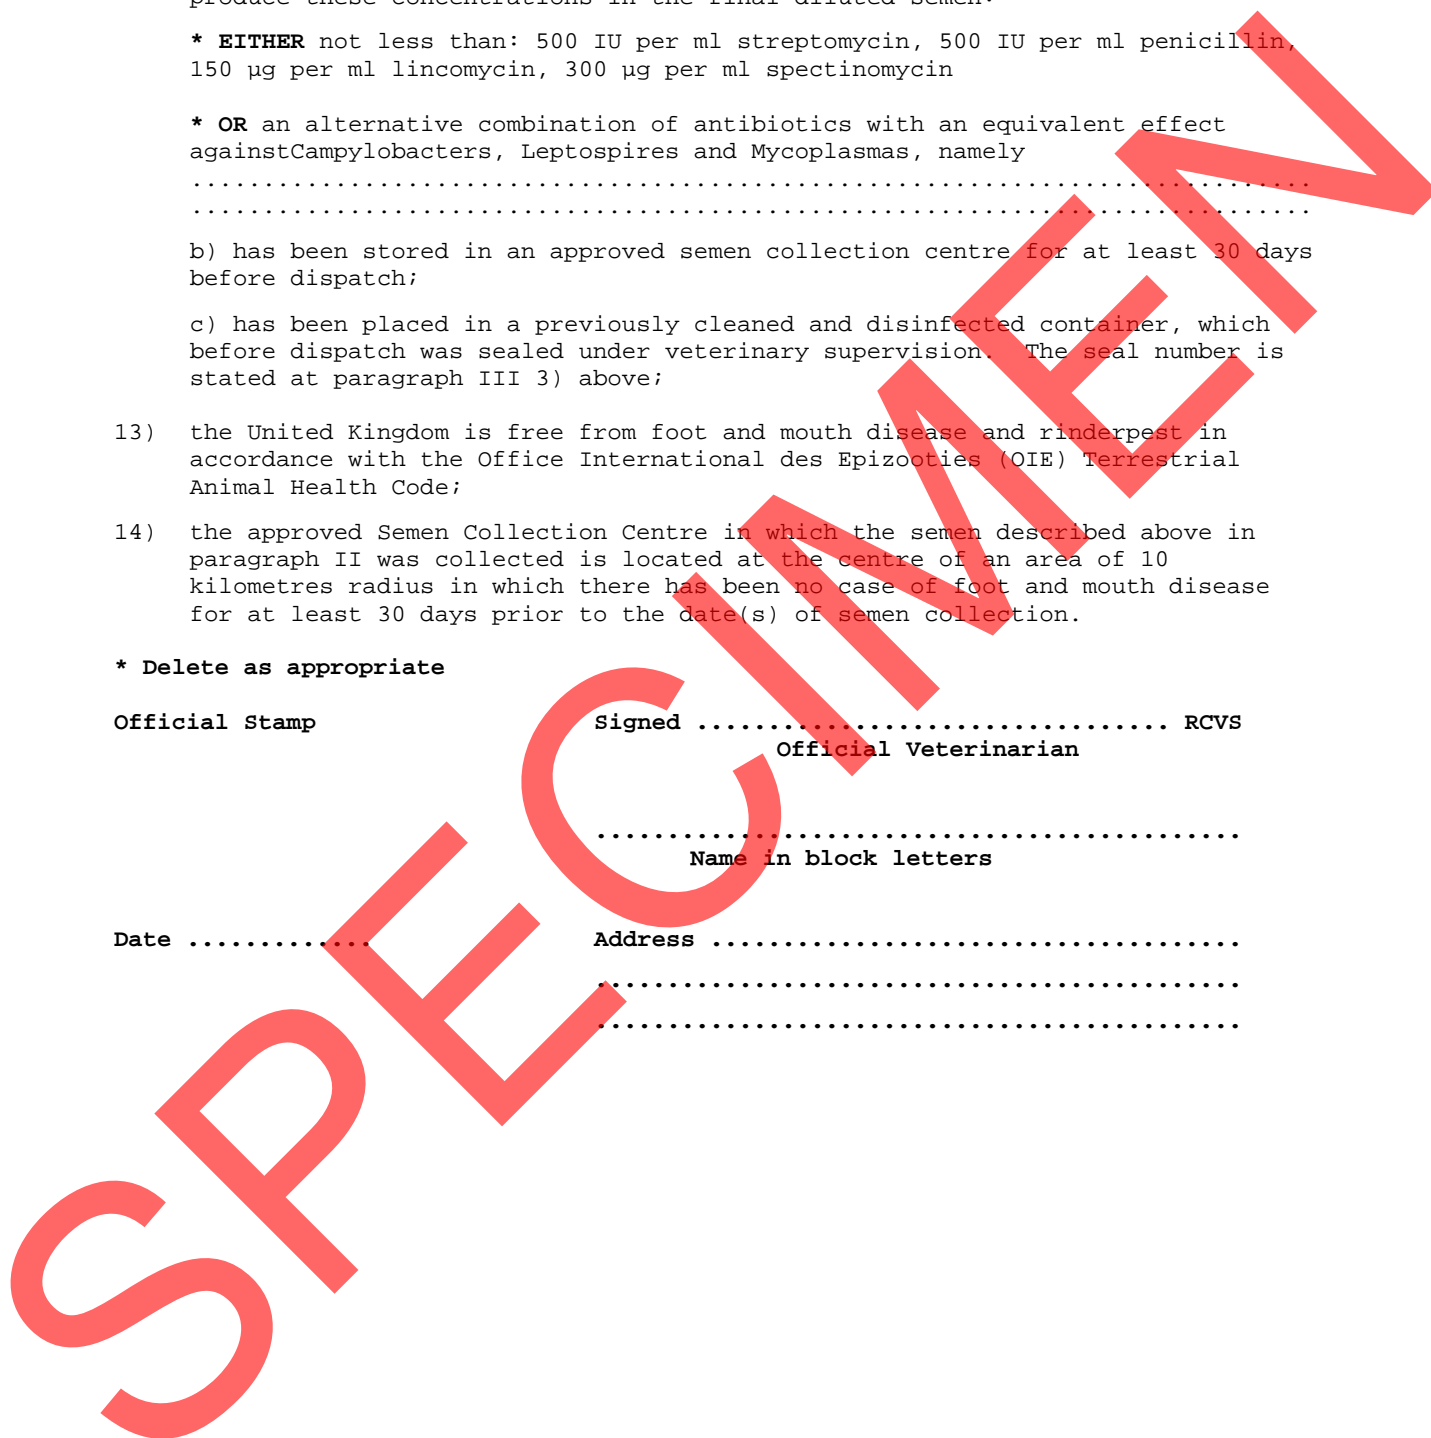 produce these concentrations in the final diluted semen:
* EITHER not less than: 500 IU per ml streptomycin, 500 IU per ml penicillin,
150 µg per ml lincomycin, 300 µg per ml spectinomycin
* OR an alternative combination of antibiotics with an equivalent effect
againstCampylobacters, Leptospires and Mycoplasmas, namely
..............................................................................
..............................................................................
b) has been stored in an approved semen collection centre for at least 30 days
before dispatch;
c) has been placed in a previously cleaned and disinfected container, which
before dispatch was sealed under veterinary supervision. The seal number is
stated at paragraph III 3) above;
13) the United Kingdom is free from foot and mouth disease and rinderpest in
accordance with the Office International des Epizooties (OIE) Terrestrial
Animal Health Code;
14) the approved Semen Collection Centre in which the semen described above in
paragraph II was collected is located at the centre of an area of 10
kilometres radius in which there has been no case of foot and mouth disease
for at least 30 days prior to the date(s) of semen collection.
* Delete as appropriate
Official Stamp Signed ................................. RCVS
Official Veterinarian
.............................................
Name in block letters
Date ............. Address .....................................
.............................................
.............................................
SPECIMEN